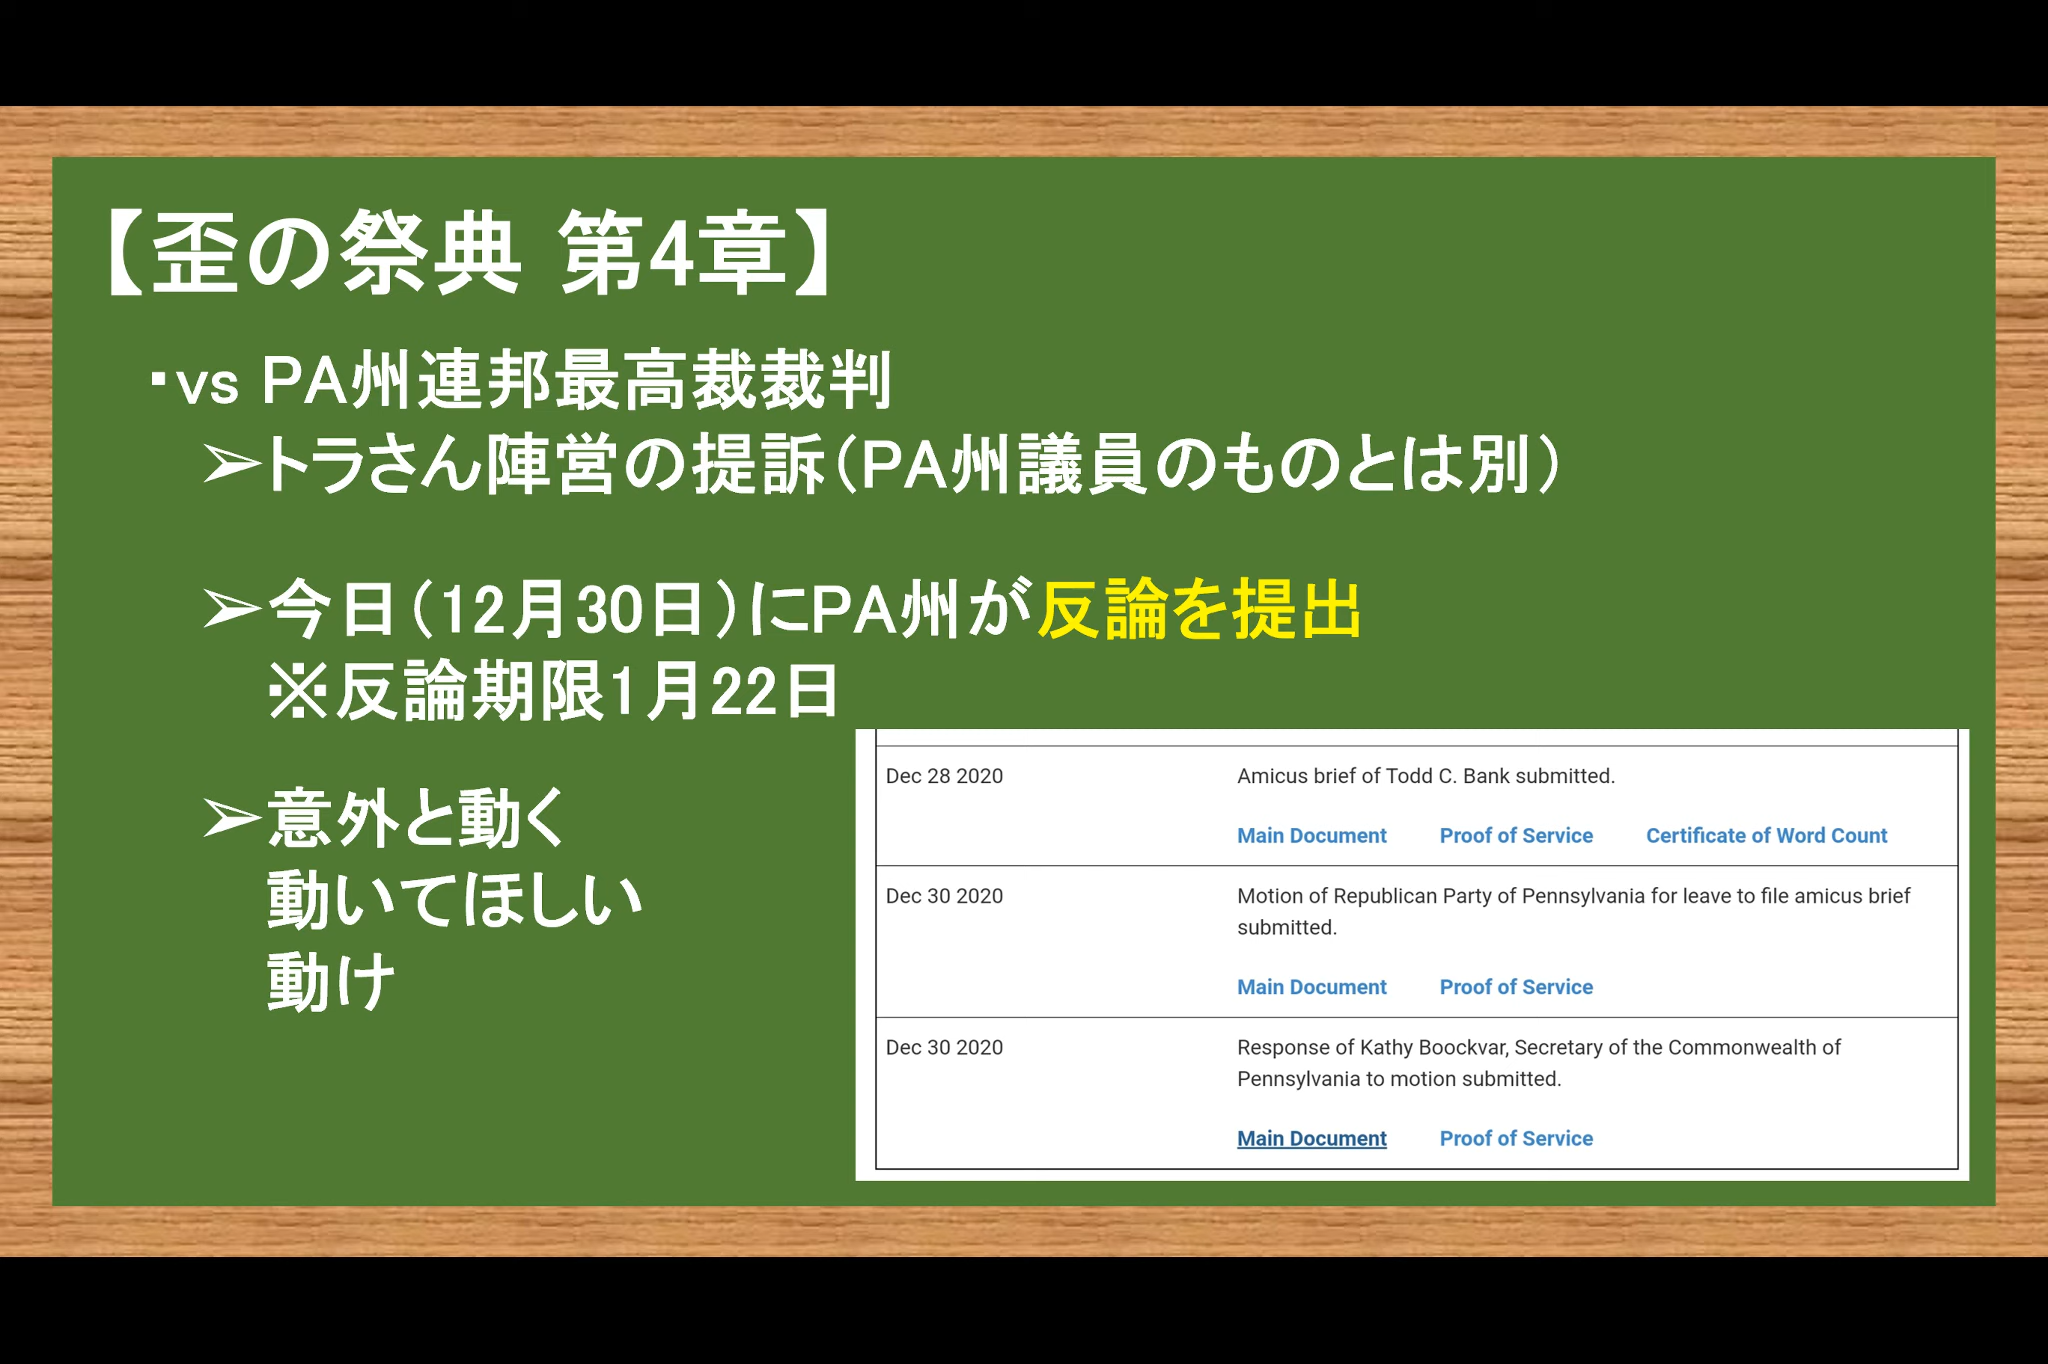 【歪の祭典 第4章】
・vs PA州連邦最高裁裁判
➢トラさん陣営の提訴（PA州議員のものとは別）
➢今日（12月30日）にPA州が反論を提出
※反論期限1月22日
➢意外と動く
動いてほしい
動け
Dec 28 2020 Amicus brief of Todd C. Bank submitted.
Main Document Proof of Service Certificate of Word Count
Dec 30 2020 Motion of Republican Party of Pennsylvania for leave to file amicus brief
submitted.
Main Document Proof of Service
Dec 30 2020 Response of Kathy Boockvar, Secretary of the Commonwealth of
Pennsylvania to motion submitted.
Main Document Proof of Service